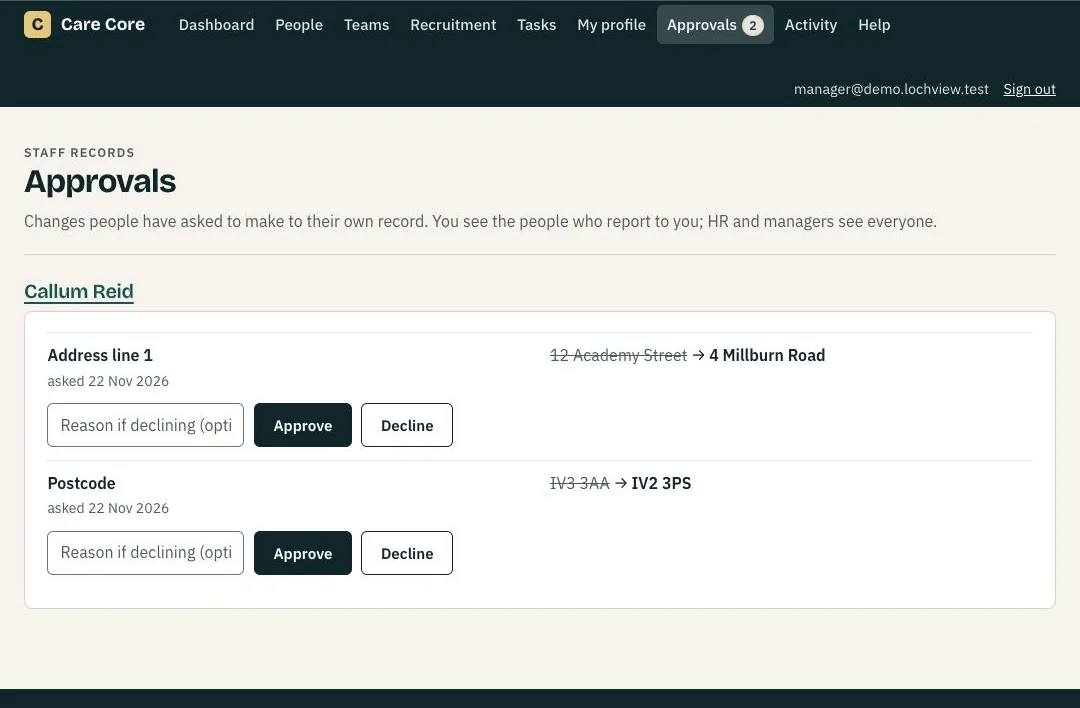 C Care Core Dashboard People Teams Recruitment Tasks My profile Approvals 2 Activity Help
manager@demo.lochview.test Sign out
STAFF RECORDS
Approvals
Changes people have asked to make to their own record. You see the people who report to you; HR and managers see everyone.
Callum Reid
Address line 1 12 Academy Street → 4 Millburn Road
asked 22 Nov 2026
Reason if declining (opti Approve Decline
Postcode IV3 3AA → IV2 3PS
asked 22 Nov 2026
Reason if declining (opti Approve Decline